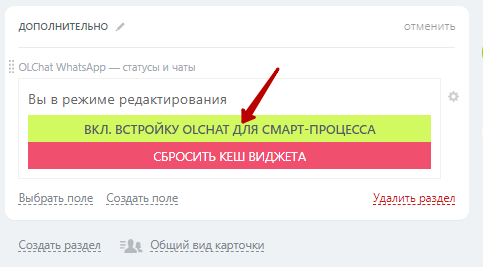 ДОПОЛНИТЕЛЬНО
отменить
OLChat WhatsApp — статусы и чаты
Вы в режиме редактирования
ВКЛ. ВСТРОЙКУ OLCHAT ДЛЯ СМАРТ-ПРОЦЕССА
СБРОСИТЬ КЕШ ВИДЖЕТА
Выбрать поле
Создать поле
Удалить раздел
Создать раздел
Общий вид карточки